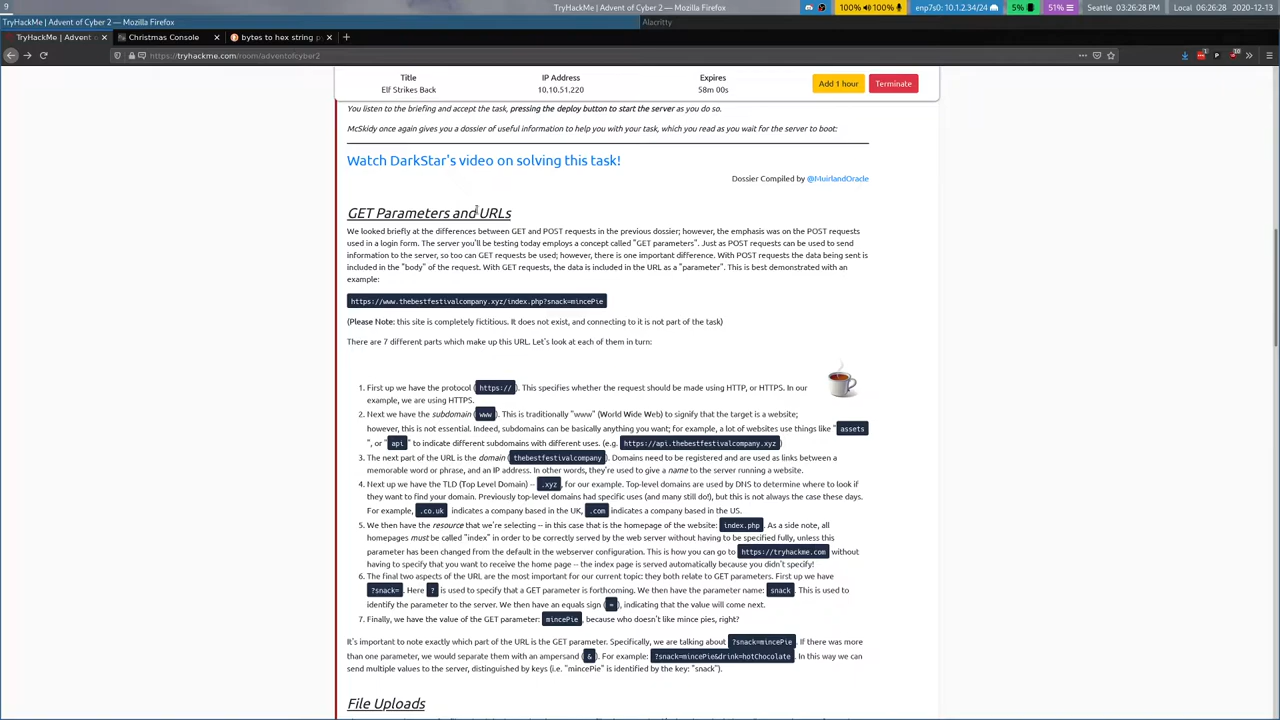 9
TryHackMe | Advent of Cyber 2 — Mozilla Firefox
100% 100%
enp7s0: 10.1.2.34/24
5%
51%
Seattle 03:26:28 PM
Local 06:26:28
2020-12-13
TryHackMe | Advent of Cyber 2 — Mozilla Firefox
Alacritty
TryHackMe | Advent o ×
Christmas Console ×
bytes to hex string p ×
+
https://tryhackme.com/room/adventofcyber2
Title
IP Address
Expires
Elf Strikes Back
10.10.51.220
58m 00s
Add 1 hour
Terminate
You listen to the briefing and accept the task, pressing the deploy button to start the server as you do so.
McSkidy once again gives you a dossier of useful information to help you with your task, which you read as you wait for the server to boot:
Watch DarkStar's video on solving this task!
Dossier Compiled by @MuirlandOracle
GET Parameters and URLs
We looked briefly at the differences between GET and POST requests in the previous dossier; however, the emphasis was on the POST requests
used in a login form. The server you'll be testing today employs a concept called "GET parameters". Just as POST requests can be used to send
information to the server, so too can GET requests be used; however, there is one important difference. With POST requests the data being sent is
included in the "body" of the request. With GET requests, the data is included in the URL as a "parameter". This is best demonstrated with an
example:
https://www.thebestfestivalcompany.xyz/index.php?snack=mincePie
(Please Note: this site is completely fictitious. It does not exist, and connecting to it is not part of the task)
There are 7 different parts which make up this URL. Let's look at each of them in turn:
1. First up we have the protocol ( https:// ). This specifies whether the request should be made using HTTP, or HTTPS. In our
example, we are using HTTPS.
2. Next we have the subdomain ( www ). This is traditionally "www" (World Wide Web) to signify that the target is a website;
however, this is not essential. Indeed, subdomains can be basically anything you want; for example, a lot of websites use things like " assets
", or " api " to indicate different subdomains with different uses. (e.g. https://api.thebestfestivalcompany.xyz )
3. The next part of the URL is the domain ( thebestfestivalcompany ). Domains need to be registered and are used as links between a
memorable word or phrase, and an IP address. In other words, they're used to give a name to the server running a website.
4. Next up we have the TLD (Top Level Domain) -- .xyz , for our example. Top-level domains are used by DNS to determine where to look if
they want to find your domain. Previously top-level domains had specific uses (and many still do!), but this is not always the case these days.
For example, .co.uk indicates a company based in the UK, .com indicates a company based in the US.
5. We then have the resource that we're selecting -- in this case that is the homepage of the website: index.php . As a side note, all
homepages must be called "index" in order to be correctly served by the web server without having to be specified fully, unless this
parameter has been changed from the default in the webserver configuration. This is how you can go to https://tryhackme.com without
having to specify that you want to receive the home page -- the index page is served automatically because you didn't specify!
6. The final two aspects of the URL are the most important for our current topic: they both relate to GET parameters. First up we have
?snack= . Here ? is used to specify that a GET parameter is forthcoming. We then have the parameter name: snack . This is used to
identify the parameter to the server. We then have an equals sign ( = ), indicating that the value will come next.
7. Finally, we have the value of the GET parameter: mincePie , because who doesn't like mince pies, right?
It's important to note exactly which part of the URL is the GET parameter. Specifically, we are talking about ?snack=mincePie . If there was more
than one parameter, we would separate them with an ampersand ( & ). For example: ?snack=mincePie&drink=hotChocolate . In this way we can
send multiple values to the server, distinguished by keys (i.e. "mincePie" is identified by the key: "snack").
File Uploads